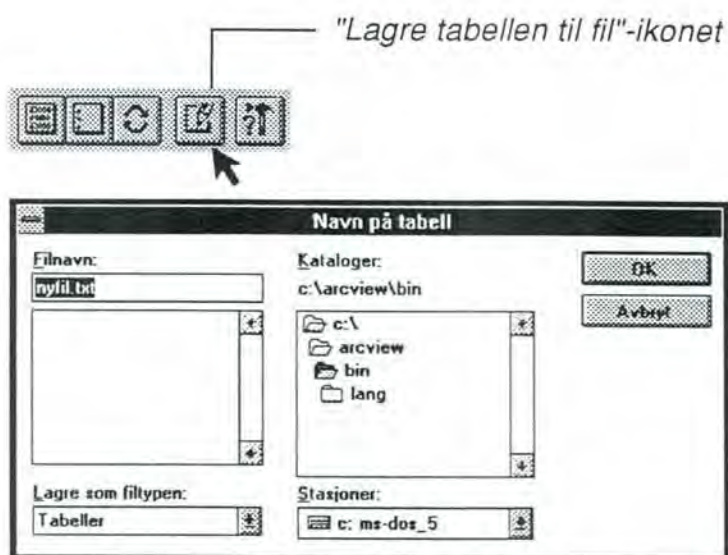 "Lagre tabellen til fil"-ikonet
?
Navn på tabell
Filnavn:
nyfil.txt
Kataloger:
c:\arcview\bin
c:\
arcview
bin
lang
OK
Avbryt
Lagre som filtypen:
Tabeller
Stasjoner:
c: ms-dos_5